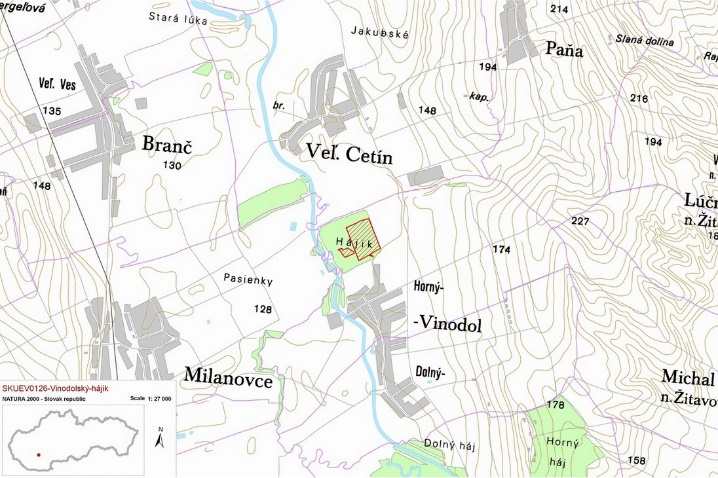 ergeľová
Stará lúka
Jakubské
214
Paňa
Slaná dolina
Veľ. Ves
135
194
216
br.
148
kap.
Branč
130
Veľ. Cetín
194
148
Lúčn
n. Žita
227
Hájik
174
Pasienky
128
Horný-
-Vinodol
Milanovce
Dolný-
Michal
n. Žitavo
SKUEV0126-Vinodolský-hájik
NATURA 2000 - Slovak republic
Scale 1: 27 000
N
178
Dolný háj
Horný
háj
158